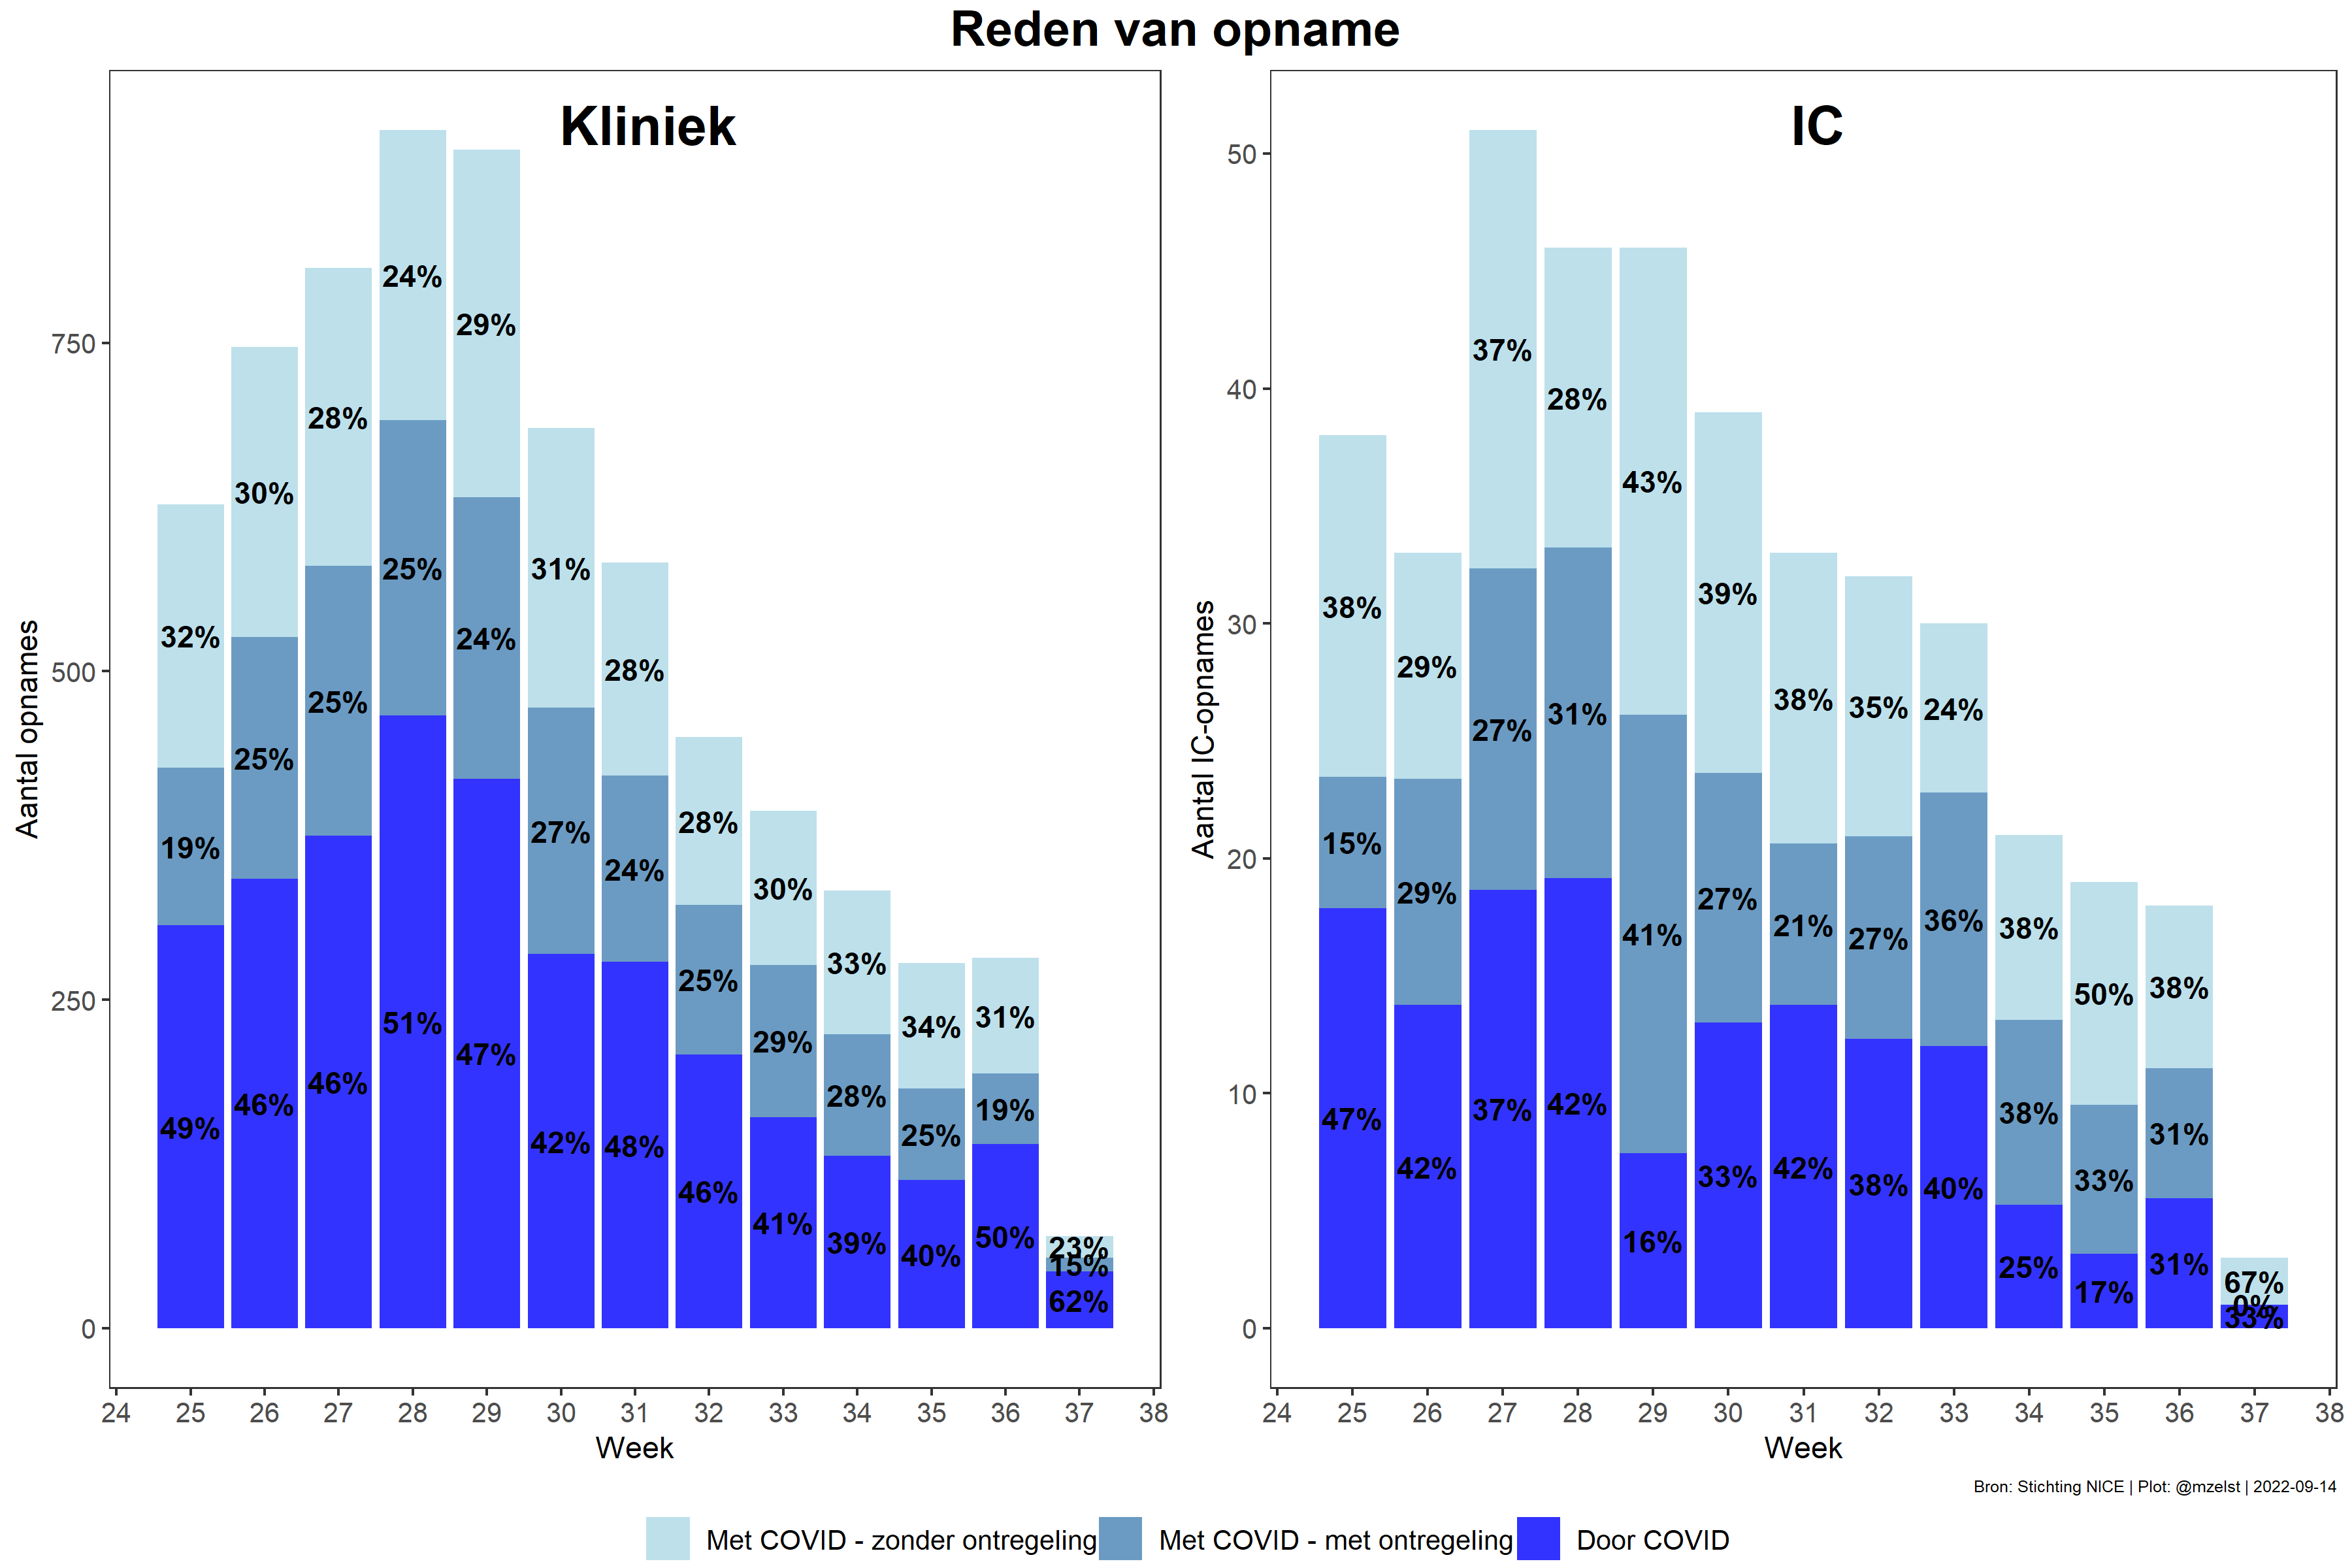 Reden van opname
Kliniek
Aantal opnames
750
500
250
0
32% 19% 49%
30% 25% 46%
28% 25% 46%
24% 25% 51%
29% 24% 47%
31% 27% 42%
28% 24% 48%
28% 25% 46%
30% 29% 41%
33% 28% 39%
34% 25% 40%
31% 19% 50%
23% 15% 62%
24 25 26 27 28 29 30 31 32 33 34 35 36 37 38
Week
IC
Aantal IC-opnames
50
40
30
20
10
0
38% 15% 47%
29% 29% 42%
37% 27% 37%
28% 31% 42%
43% 41% 16%
39% 27% 33%
38% 21% 42%
35% 27% 38%
24% 36% 40%
38% 38% 25%
50% 33% 17%
38% 31% 31%
67% 0% 33%
24 25 26 27 28 29 30 31 32 33 34 35 36 37 38
Week
Bron: Stichting NICE | Plot: @mzelst | 2022-09-14
Met COVID - zonder ontregeling Met COVID - met ontregeling Door COVID